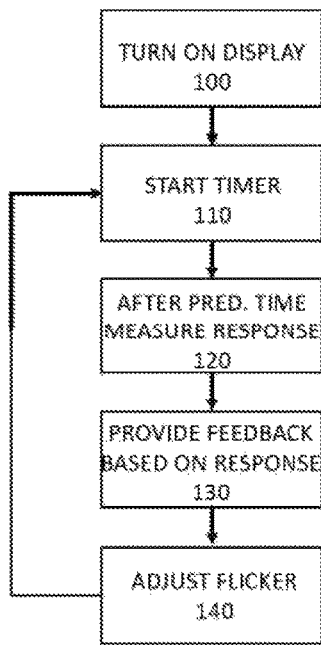 TURN ON DISPLAY
100
START TIMER
110
AFTER PRED. TIME
MEASURE RESPONSE
120
PROVIDE FEEDBACK
BASED ON RESPONSE
130
ADJUST FLICKER
140